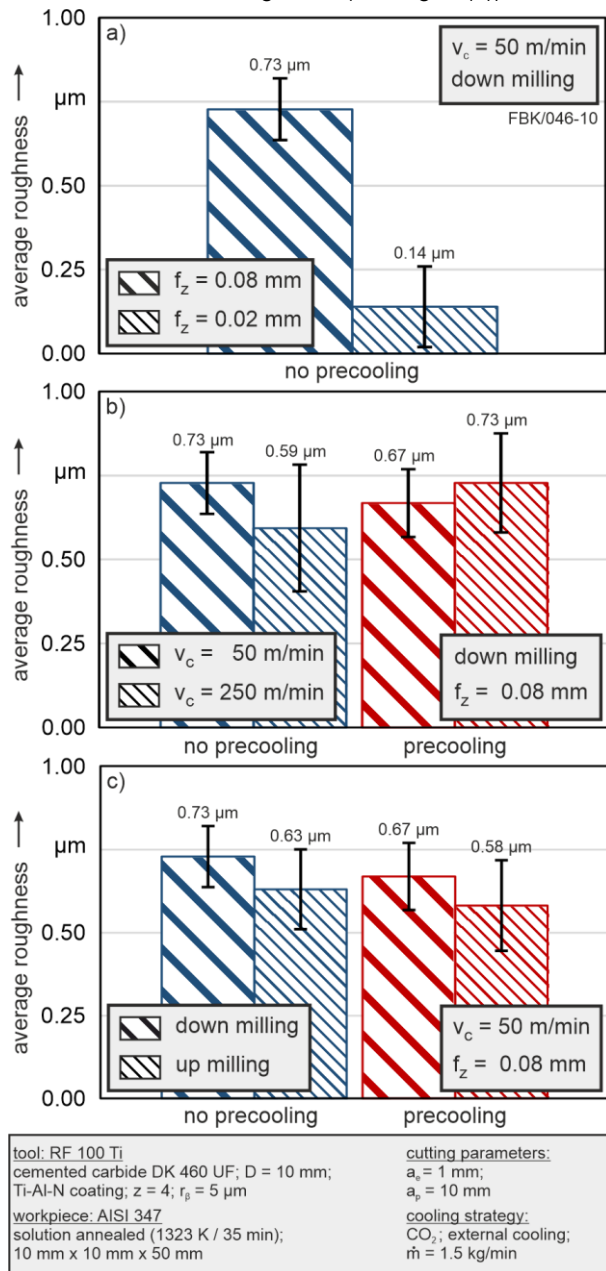 1.00
a)
0.73 µm
v_c = 50 m/min
down milling
FBK/046-10
µm
average roughness
0.50
0.25
0.14 µm
f_z = 0.08 mm
f_z = 0.02 mm
0.00
no precooling
1.00
b)
0.73 µm
0.59 µm
0.67 µm
0.73 µm
µm
average roughness
0.50
0.25
v_c = 50 m/min
v_c = 250 m/min
down milling
f_z = 0.08 mm
0.00
no precooling
precooling
1.00
c)
0.73 µm
0.63 µm
0.67 µm
0.58 µm
µm
average roughness
0.50
0.25
down milling
up milling
v_c = 50 m/min
f_z = 0.08 mm
0.00
no precooling
precooling
tool: RF 100 Ti
cemented carbide DK 460 UF; D = 10 mm;
Ti-Al-N coating; z = 4; r_β = 5 µm
workpiece: AISI 347
solution annealed (1323 K / 35 min);
10 mm x 10 mm x 50 mm
cutting parameters:
a_e = 1 mm;
a_p = 10 mm
cooling strategy:
CO₂; external cooling;
ṁ = 1.5 kg/min